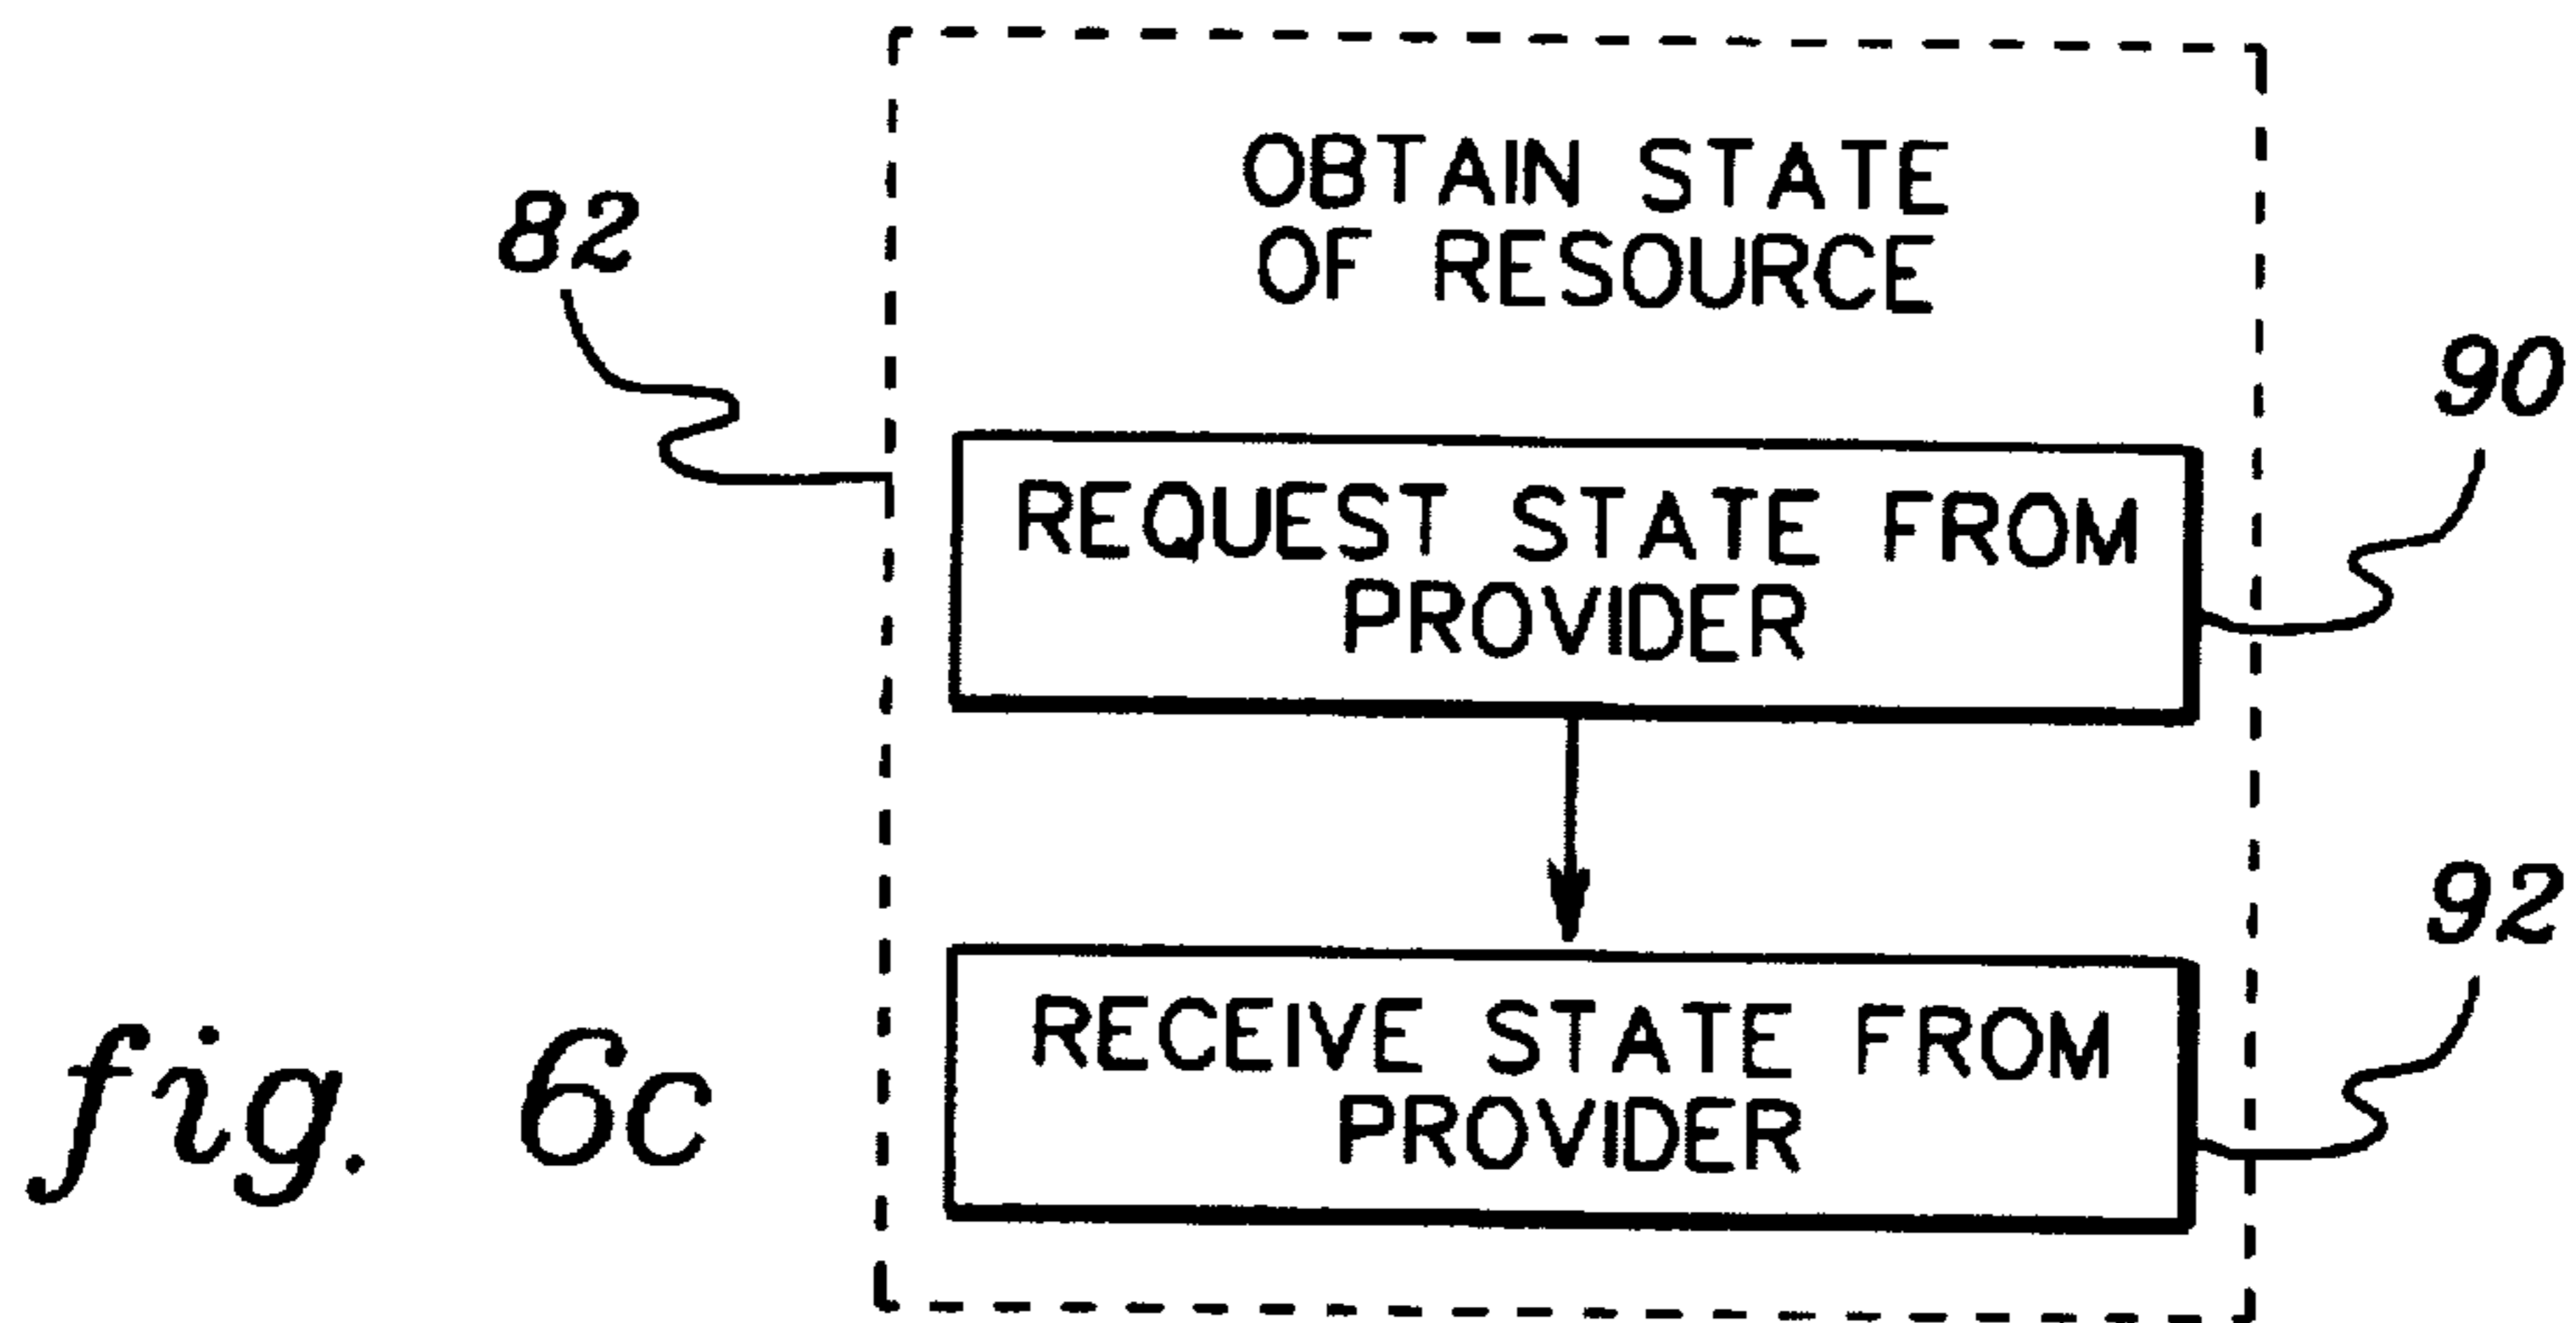 OBTAIN STATE
OF RESOURCE
82
90
REQUEST STATE FROM
PROVIDER
92
RECEIVE STATE FROM
PROVIDER
fig. 6c